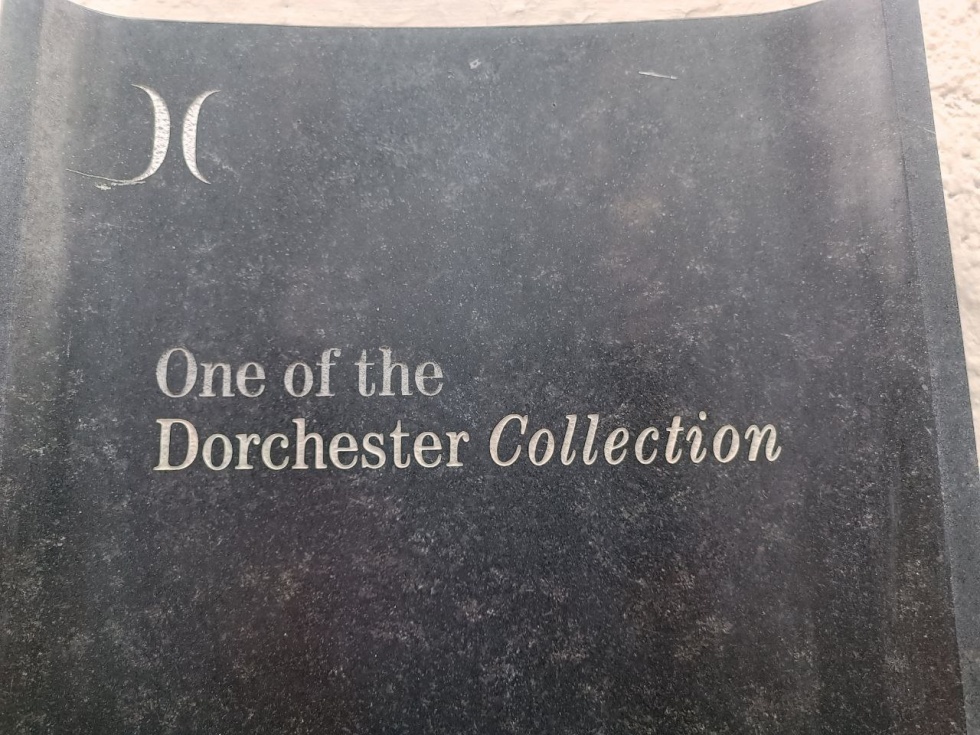 One of the
Dorchester Collection